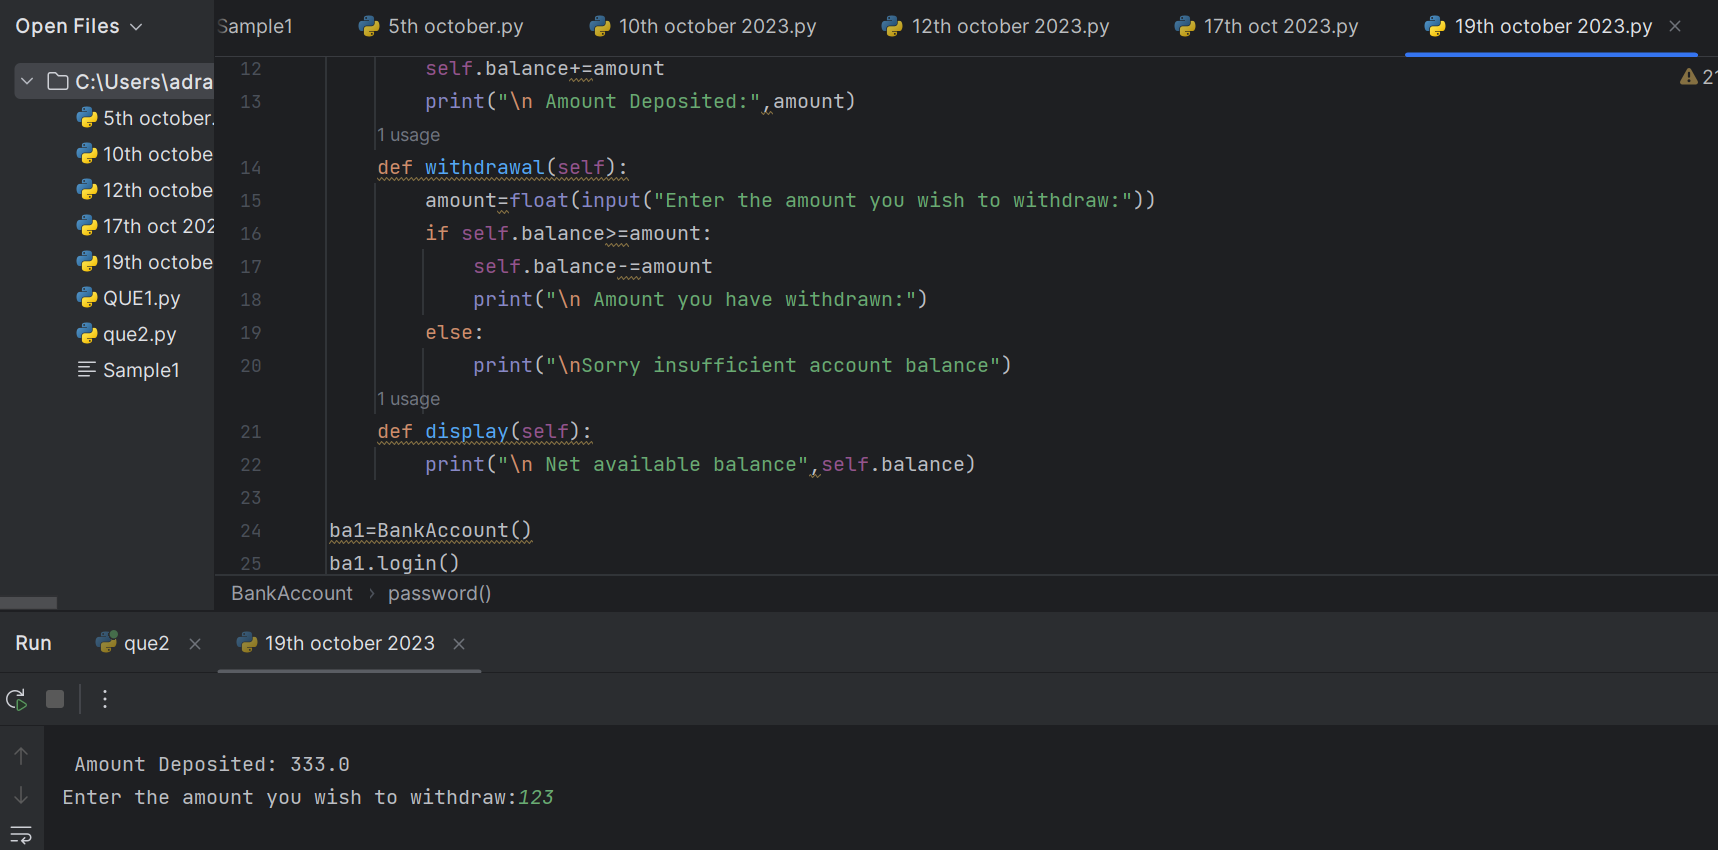 Open Files
Sample1
5th october.py
10th october 2023.py
12th october 2023.py
17th oct 2023.py
19th october 2023.py
C:\Users\adra
5th october.
10th octobe
12th octobe
17th oct 202
19th octobe
QUE1.py
que2.py
Sample1
21
12 self.balance+=amount
13 print("\n Amount Deposited:",amount)
1 usage
14 def withdrawal(self):
15 amount=float(input("Enter the amount you wish to withdraw:"))
16 if self.balance>=amount:
17 self.balance-=amount
18 print("\n Amount you have withdrawn:")
19 else:
20 print("\nSorry insufficient account balance")
1 usage
21 def display(self):
22 print("\n Net available balance",self.balance)
23
24 ba1=BankAccount()
25 ba1.login()
BankAccount › password()
Run
que2
19th october 2023
Amount Deposited: 333.0
Enter the amount you wish to withdraw:123